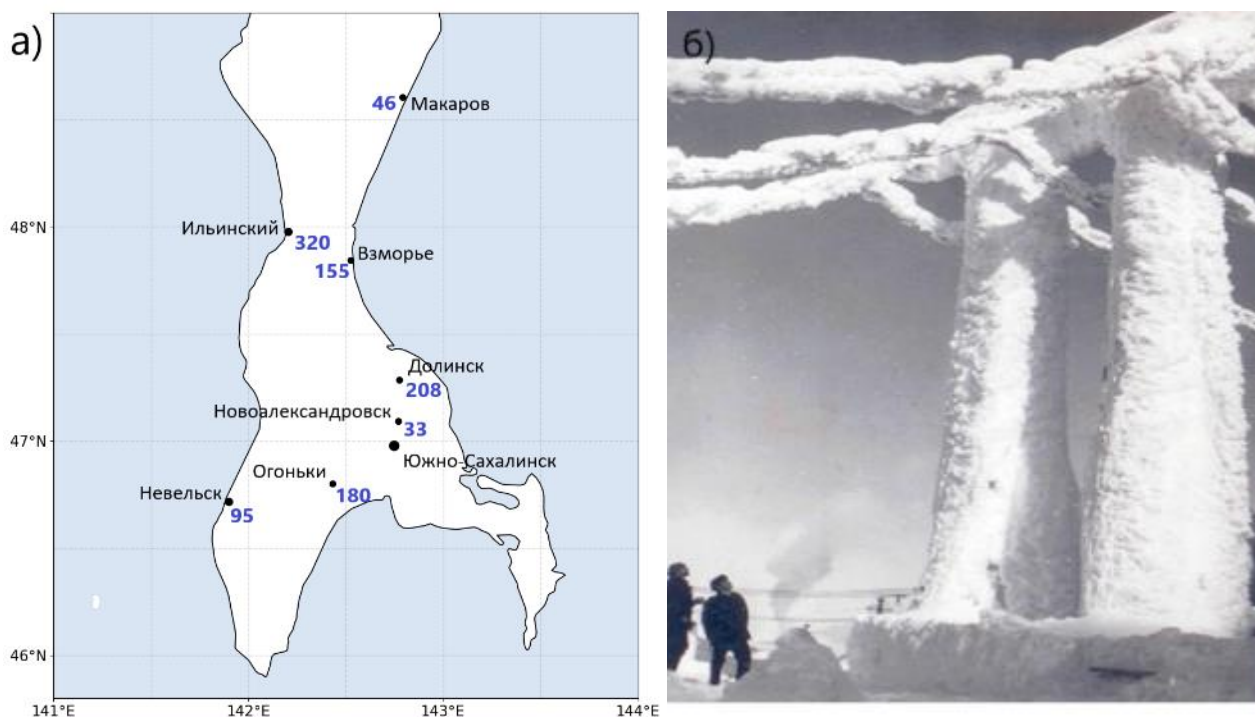 а)
46
Макаров
48°N
Ильинский
320
Взморье
155
Долинск
208
Новоалександровск
33
47°N
Южно-Сахалинск
Огоньки
180
Невельск
95
46°N
141°E
142°E
143°E
144°E
б)